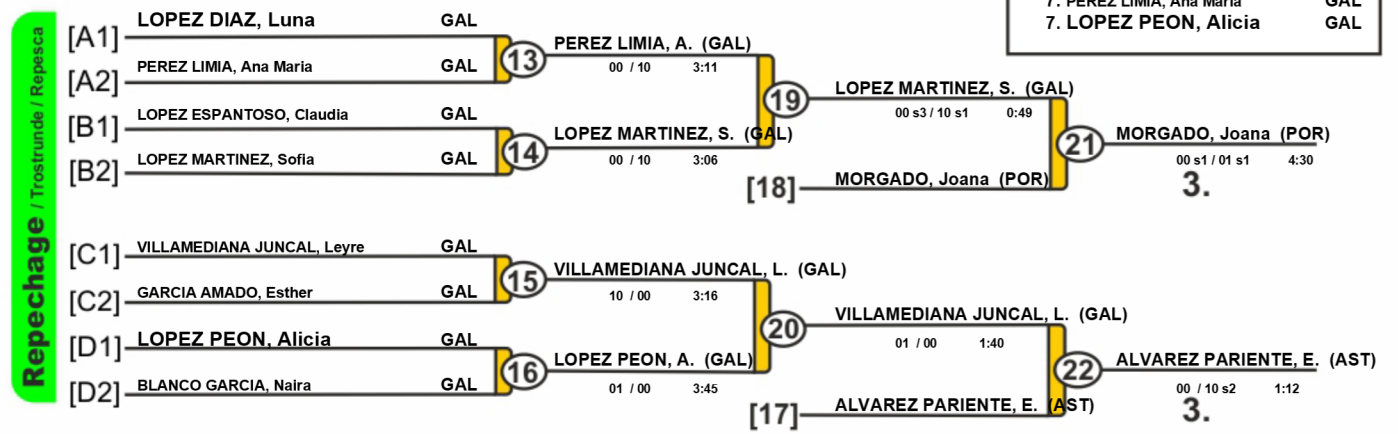 7. PEREZ LIMIA, Ana Maria GAL
7. LOPEZ PEON, Alicia GAL
Repechage / Trostrunde / Repesca
[A1] LOPEZ DIAZ, Luna GAL
[A2] PEREZ LIMIA, Ana Maria GAL
13 PEREZ LIMIA, A. (GAL)
00 / 10 3:11
[B1] LOPEZ ESPANTOSO, Claudia GAL
[B2] LOPEZ MARTINEZ, Sofia GAL
14 LOPEZ MARTINEZ, S. (GAL)
00 / 10 3:06
19 LOPEZ MARTINEZ, S. (GAL)
00 s3 / 10 s1 0:49
[18] MORGADO, Joana (POR)
21 MORGADO, Joana (POR)
00 s1 / 01 s1 4:30
3.
[C1] VILLAMEDIANA JUNCAL, Leyre GAL
[C2] GARCIA AMADO, Esther GAL
15 VILLAMEDIANA JUNCAL, L. (GAL)
10 / 00 3:16
[D1] LOPEZ PEON, Alicia GAL
[D2] BLANCO GARCIA, Naira GAL
16 LOPEZ PEON, A. (GAL)
01 / 00 3:45
20 VILLAMEDIANA JUNCAL, L. (GAL)
01 / 00 1:40
[17] ALVAREZ PARIENTE, E. (AST)
22 ALVAREZ PARIENTE, E. (AST)
00 / 10 s2 1:12
3.